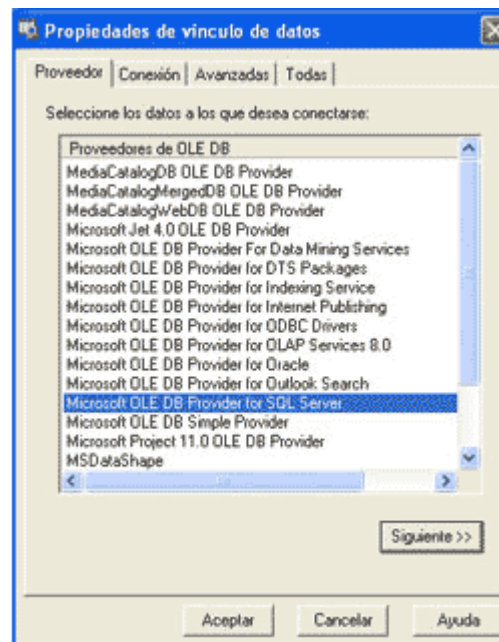 Propiedades de vínculo de datos
Proveedor Conexión Avanzadas Todas
Seleccione los datos a los que desea conectarse:
Proveedores de OLE DB
MediaCatalogDB OLE DB Provider
MediaCatalogMergedDB OLE DB Provider
MediaCatalogWebDB OLE DB Provider
Microsoft Jet 4.0 OLE DB Provider
Microsoft OLE DB Provider For Data Mining Services
Microsoft OLE DB Provider for DTS Packages
Microsoft OLE DB Provider for Indexing Service
Microsoft OLE DB Provider for Internet Publishing
Microsoft OLE DB Provider for ODBC Drivers
Microsoft OLE DB Provider for OLAP Services 8.0
Microsoft OLE DB Provider for Oracle
Microsoft OLE DB Provider for Outlook Search
Microsoft OLE DB Provider for SQL Server
Microsoft OLE DB Simple Provider
Microsoft Project 11.0 OLE DB Provider
MSDataShape
Siguiente >>
Aceptar Cancelar Ayuda